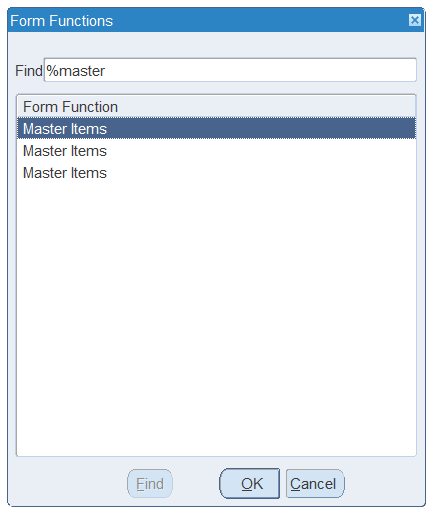 Form Functions
Find %master
Form Function
Master Items
Master Items
Master Items
Find OK Cancel